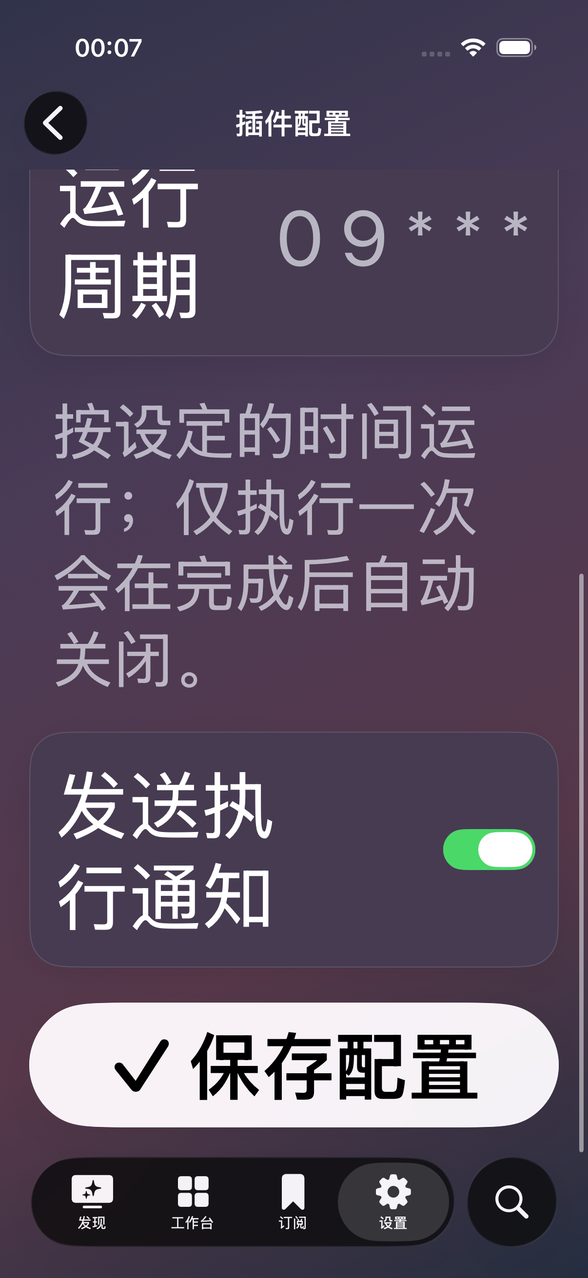 00:07
插件配置
运行
周期
0 9 * * *
按设定的时间运
行；仅执行一次
会在完成后自动
关闭。
发送执
行通知
保存配置
发现
工作台
订阅
设置